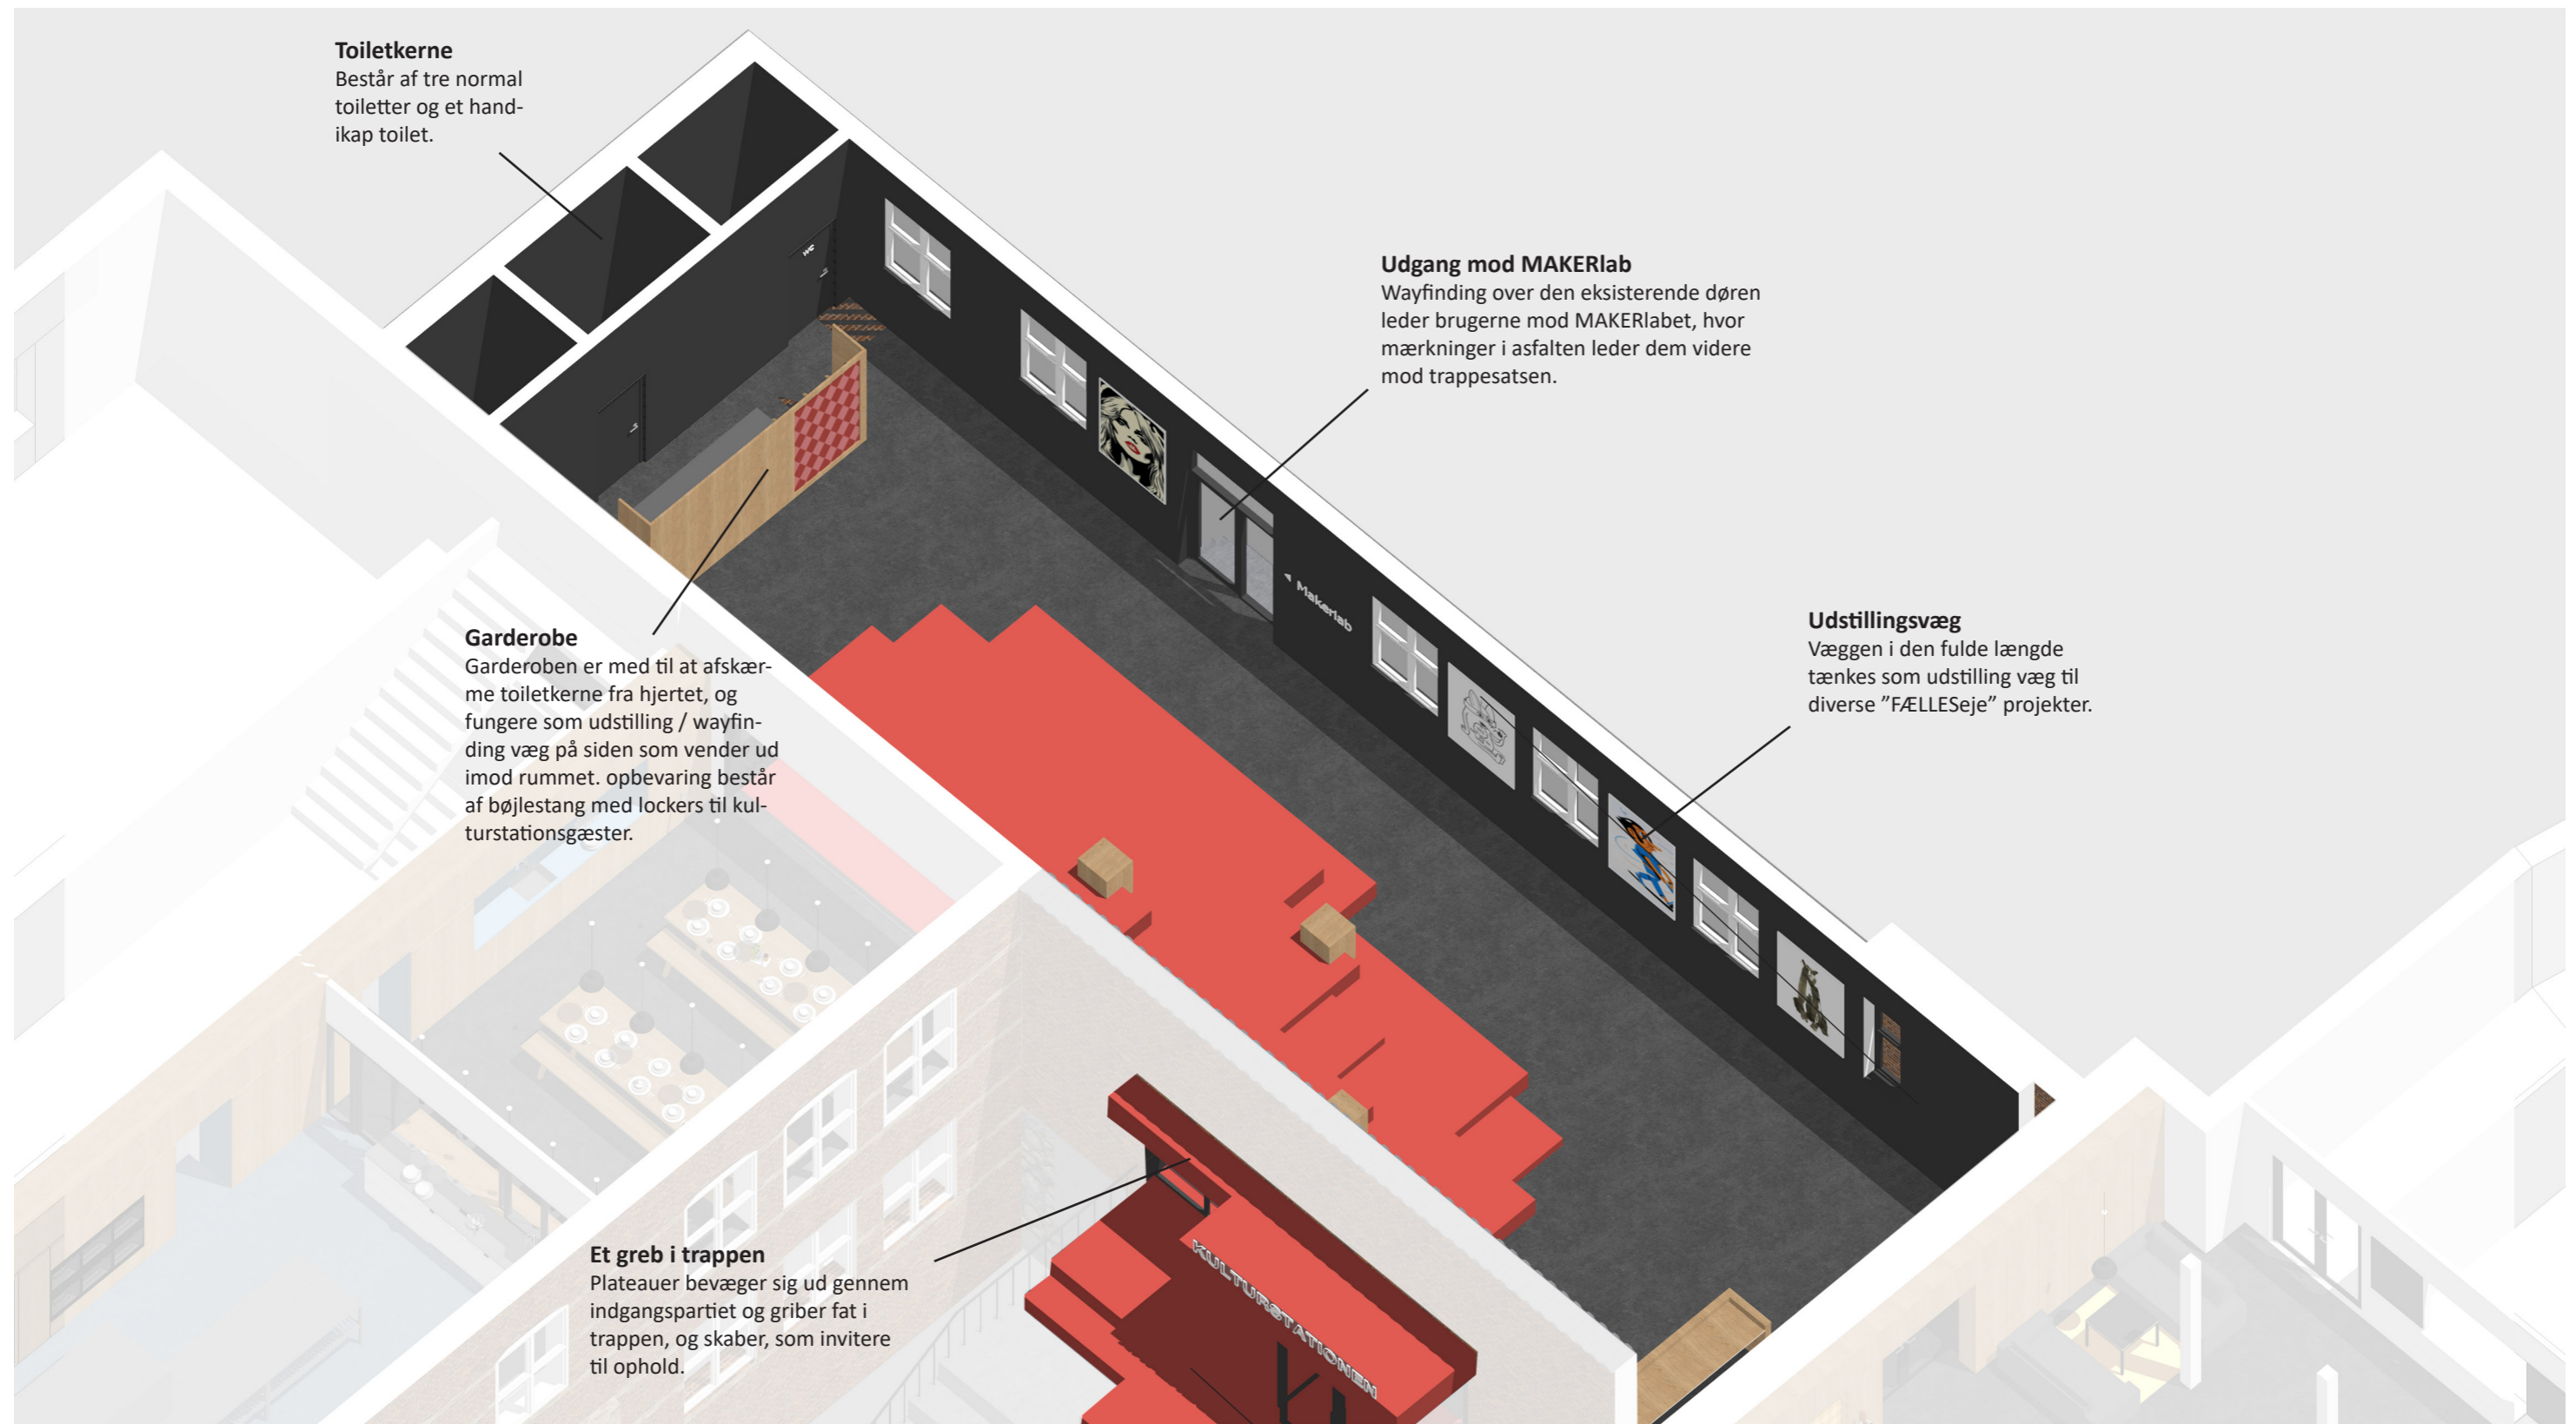 Toiletkerne
Består af tre normal
toiletter og et hand-
ikap toilet.
WC
Udgang mod MAKERlab
Wayfinding over den eksisterende døren
leder brugerne mod MAKERlabet, hvor
mærkninger i asfalten leder dem videre
mod trappesatsen.
Makerlab
Udstillingsvæg
Væggen i den fulde længde
tænkes som udstilling væg til
diverse ”FÆLLESeje” projekter.
Garderobe
Garderoben er med til at afskær-
me toiletkerne fra hjertet, og
fungere som udstilling / wayfin-
ding væg på siden som vender ud
imod rummet. opbevaring består
af bøjlestang med lockers til kul-
turstationsgæster.
Et greb i trappen
Plateauer bevæger sig ud gennem
indgangspartiet og griber fat i
trappen, og skaber, som invitere
til ophold.
KULTURSTATIONEN